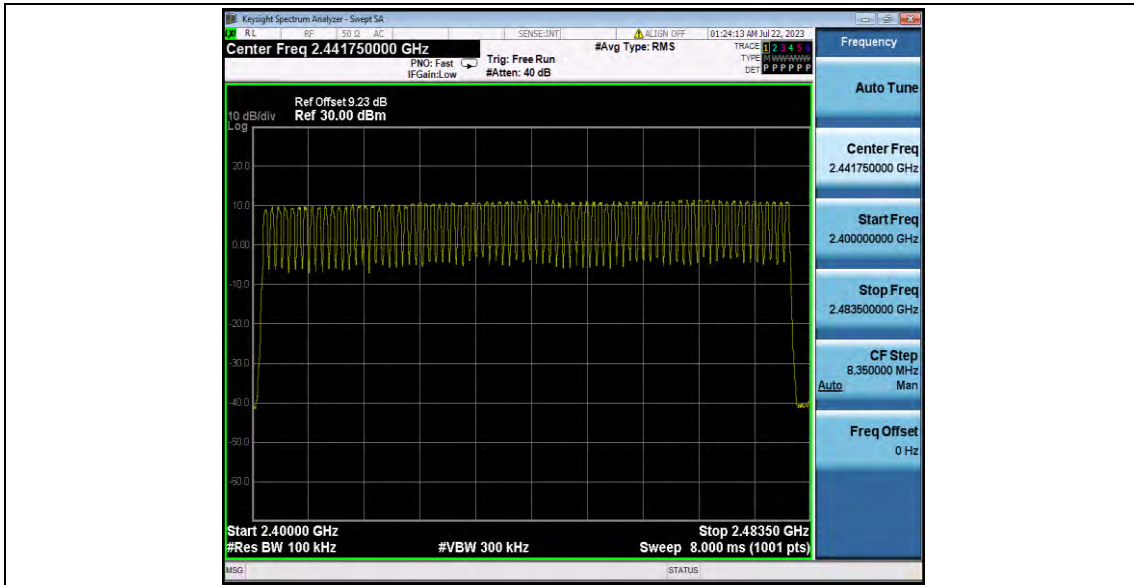 Keysight Spectrum Analyzer - Swept SA
RL RF 50 Ω AC SENSE:INT ALIGN OFF 01:24:13 AM Jul 22, 2023
Center Freq 2.441750000 GHz
#Avg Type: RMS
TRACE 1 2 3 4 5 6
PNO: Fast
Trig: Free Run
TYPE M
IFGain:Low
#Atten: 40 dB
DET P P P P P P
Ref Offset 9.23 dB
10 dB/div Ref 30.00 dBm
Log
20.0
10.0
0.00
-10.0
-20.0
-30.0
-40.0
-50.0
-60.0
Start 2.40000 GHz
Stop 2.48350 GHz
#Res BW 100 kHz
#VBW 300 kHz
Sweep 8.000 ms (1001 pts)
MSG
STATUS
Frequency
Auto Tune
Center Freq
2.441750000 GHz
Start Freq
2.400000000 GHz
Stop Freq
2.483500000 GHz
CF Step
8.350000 MHz
Auto Man
Freq Offset
0 Hz